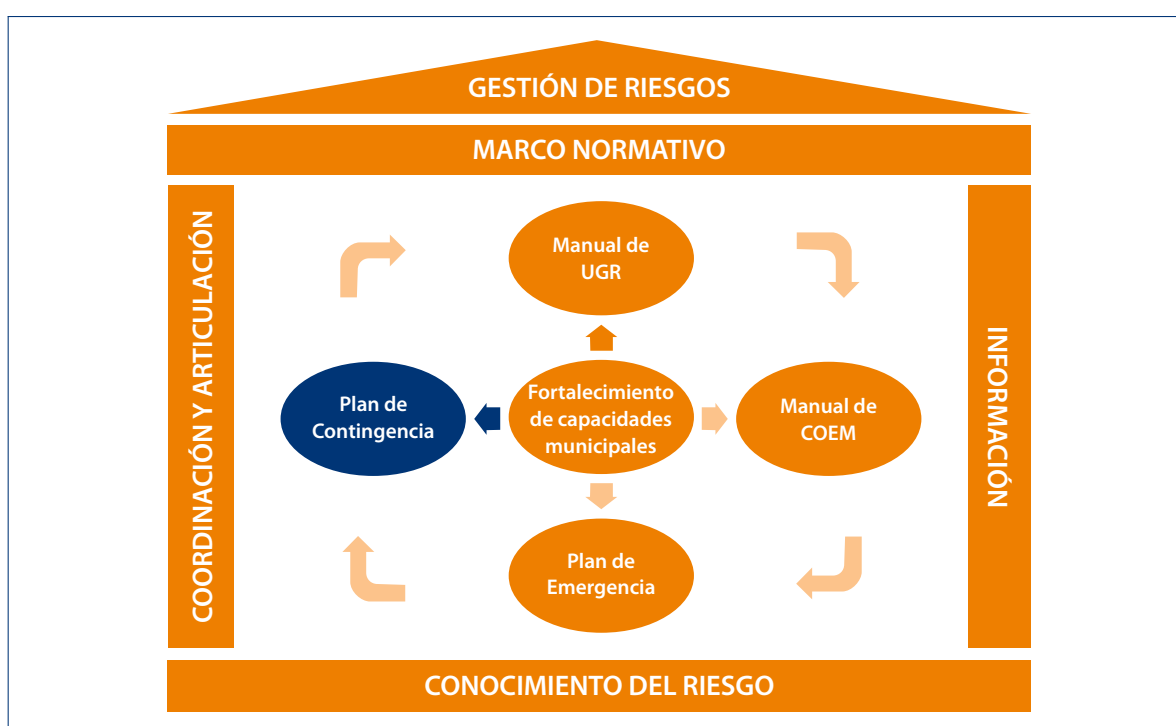 GESTIÓN DE RIESGOS
MARCO NORMATIVO
COORDINACIÓN Y ARTICULACIÓN
Manual de
UGR
Plan de
Contingencia
Fortalecimiento
de capacidades
municipales
Manual de
COEM
Plan de
Emergencia
INFORMACIÓN
CONOCIMIENTO DEL RIESGO